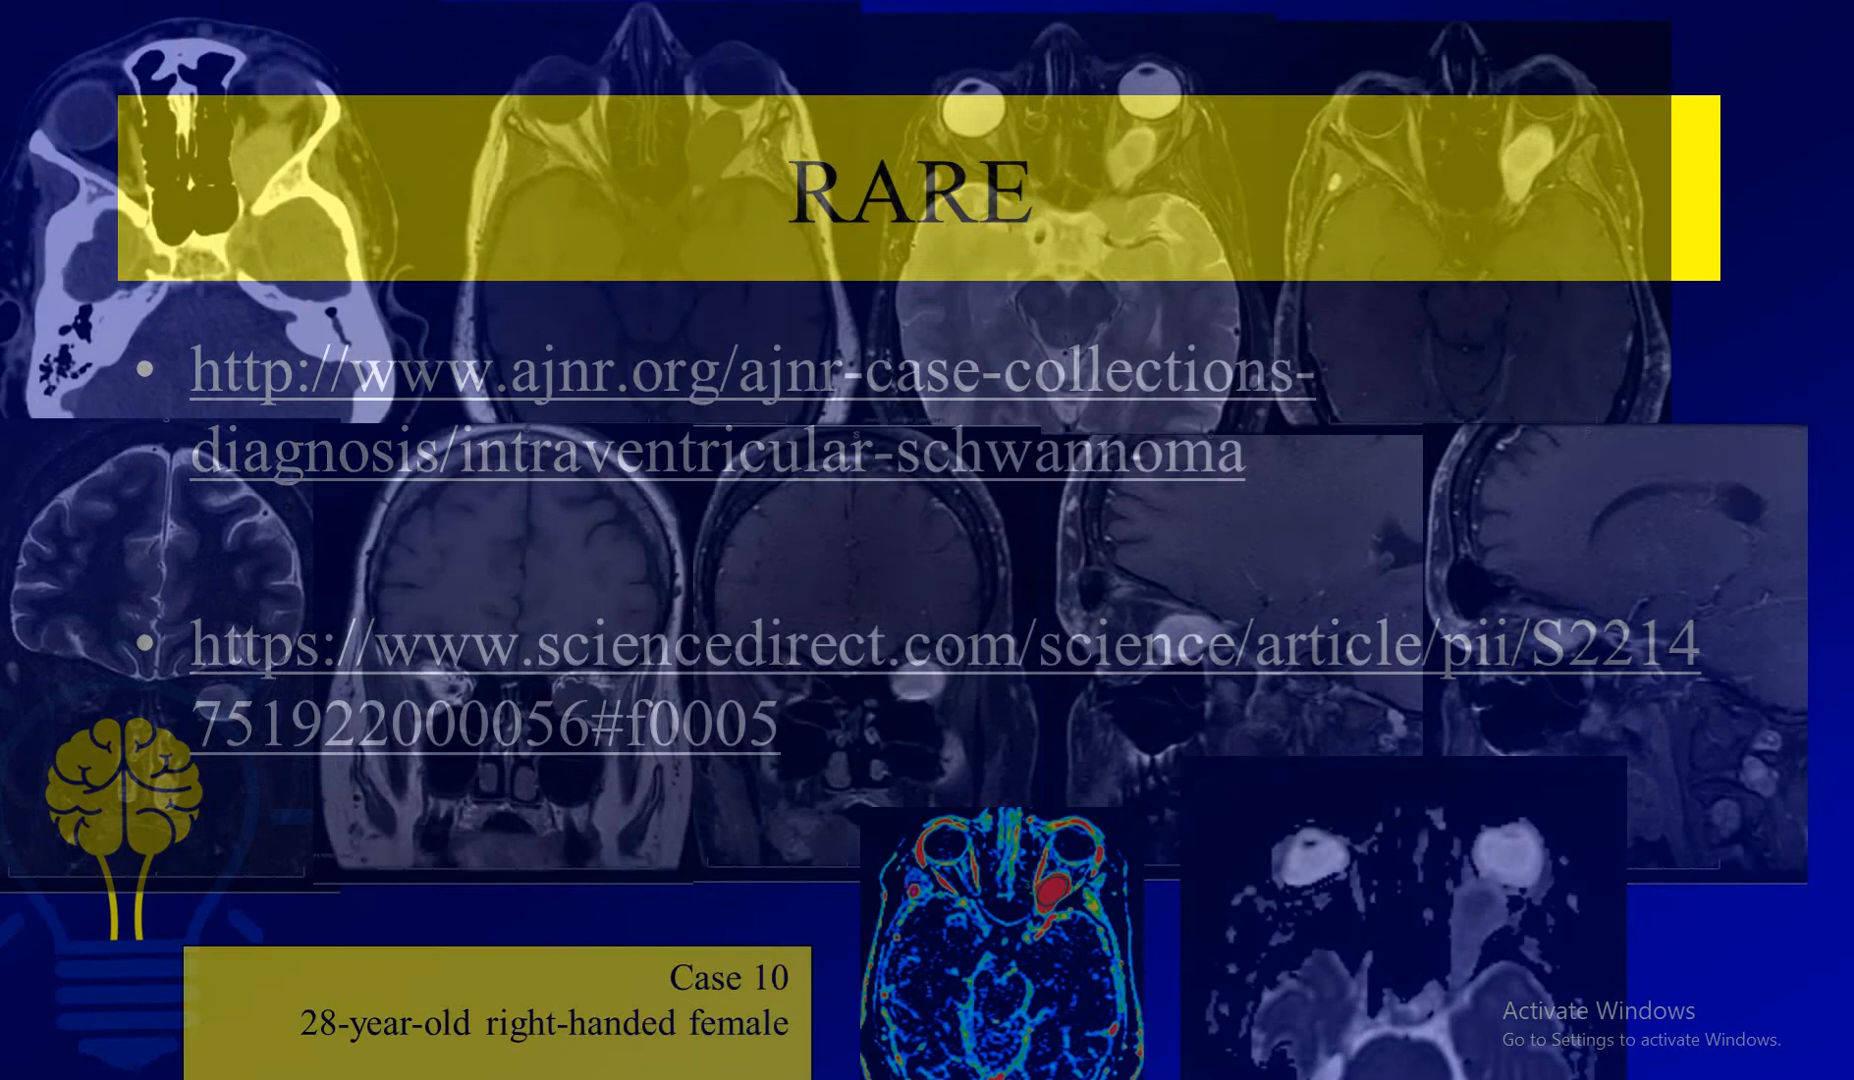 RARE
• http://www.ajnr.org/ajnr-case-collections-
diagnosis/intraventricular-schwannoma
• https://www.sciencedirect.com/science/article/pii/S2214
751922000056#f0005
Case 10
28-year-old right-handed female
Activate Windows
Go to Settings to activate Windows.